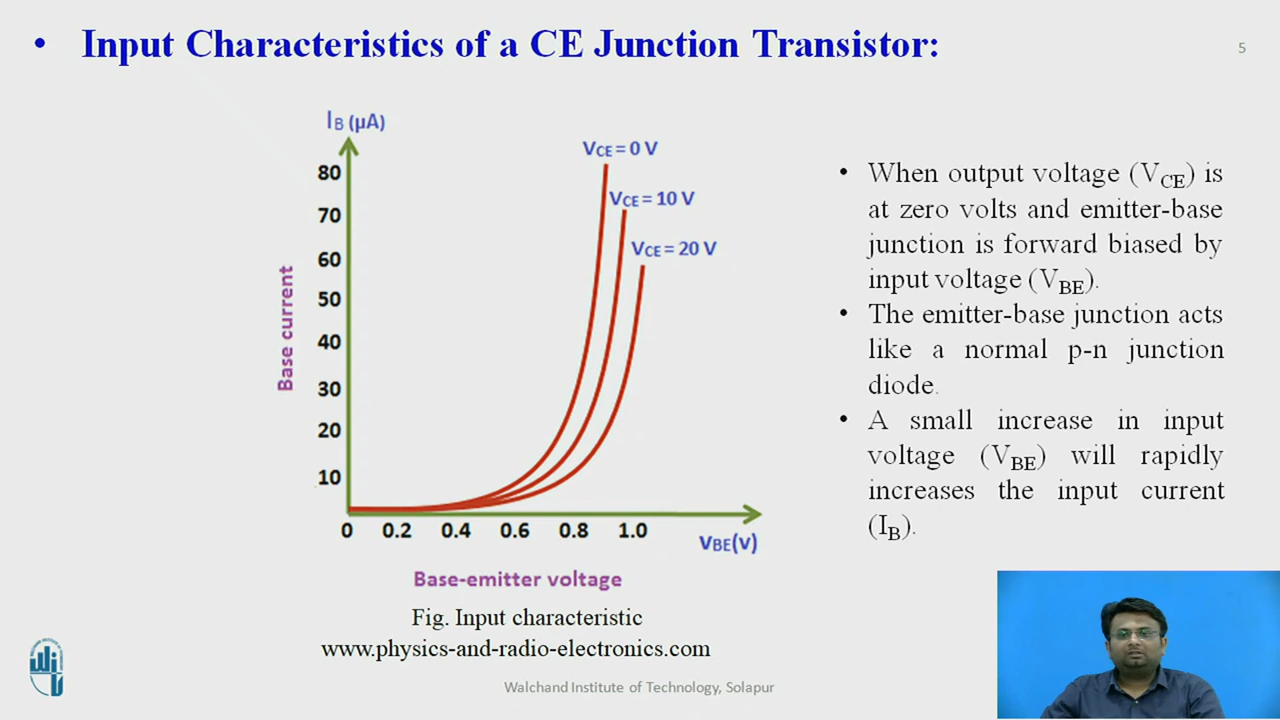 • Input Characteristics of a CE Junction Transistor:
5
IB (µA)
80
70
60
50
40
30
20
10
Base current
VCE = 0 V
VCE = 10 V
VCE = 20 V
0 0.2 0.4 0.6 0.8 1.0
VBE(v)
Base-emitter voltage
Fig. Input characteristic
www.physics-and-radio-electronics.com
• When output voltage (VCE) is
at zero volts and emitter-base
junction is forward biased by
input voltage (VBE).
• The emitter-base junction acts
like a normal p-n junction
diode.
• A small increase in input
voltage (VBE) will rapidly
increases the input current
(IB).
Walchand Institute of Technology, Solapur